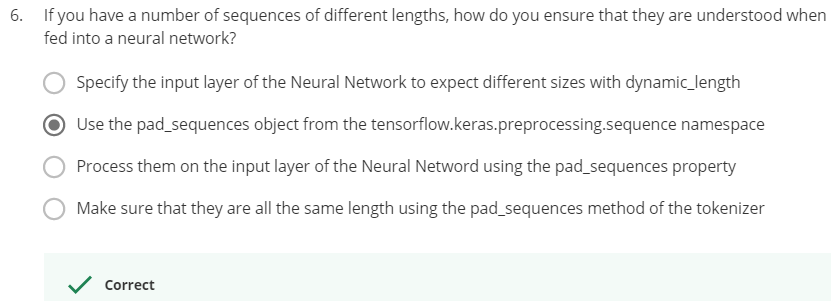 6. If you have a number of sequences of different lengths, how do you ensure that they are understood when
fed into a neural network?
Specify the input layer of the Neural Network to expect different sizes with dynamic_length
Use the pad_sequences object from the tensorflow.keras.preprocessing.sequence namespace
Process them on the input layer of the Neural Netword using the pad_sequences property
Make sure that they are all the same length using the pad_sequences method of the tokenizer
Correct